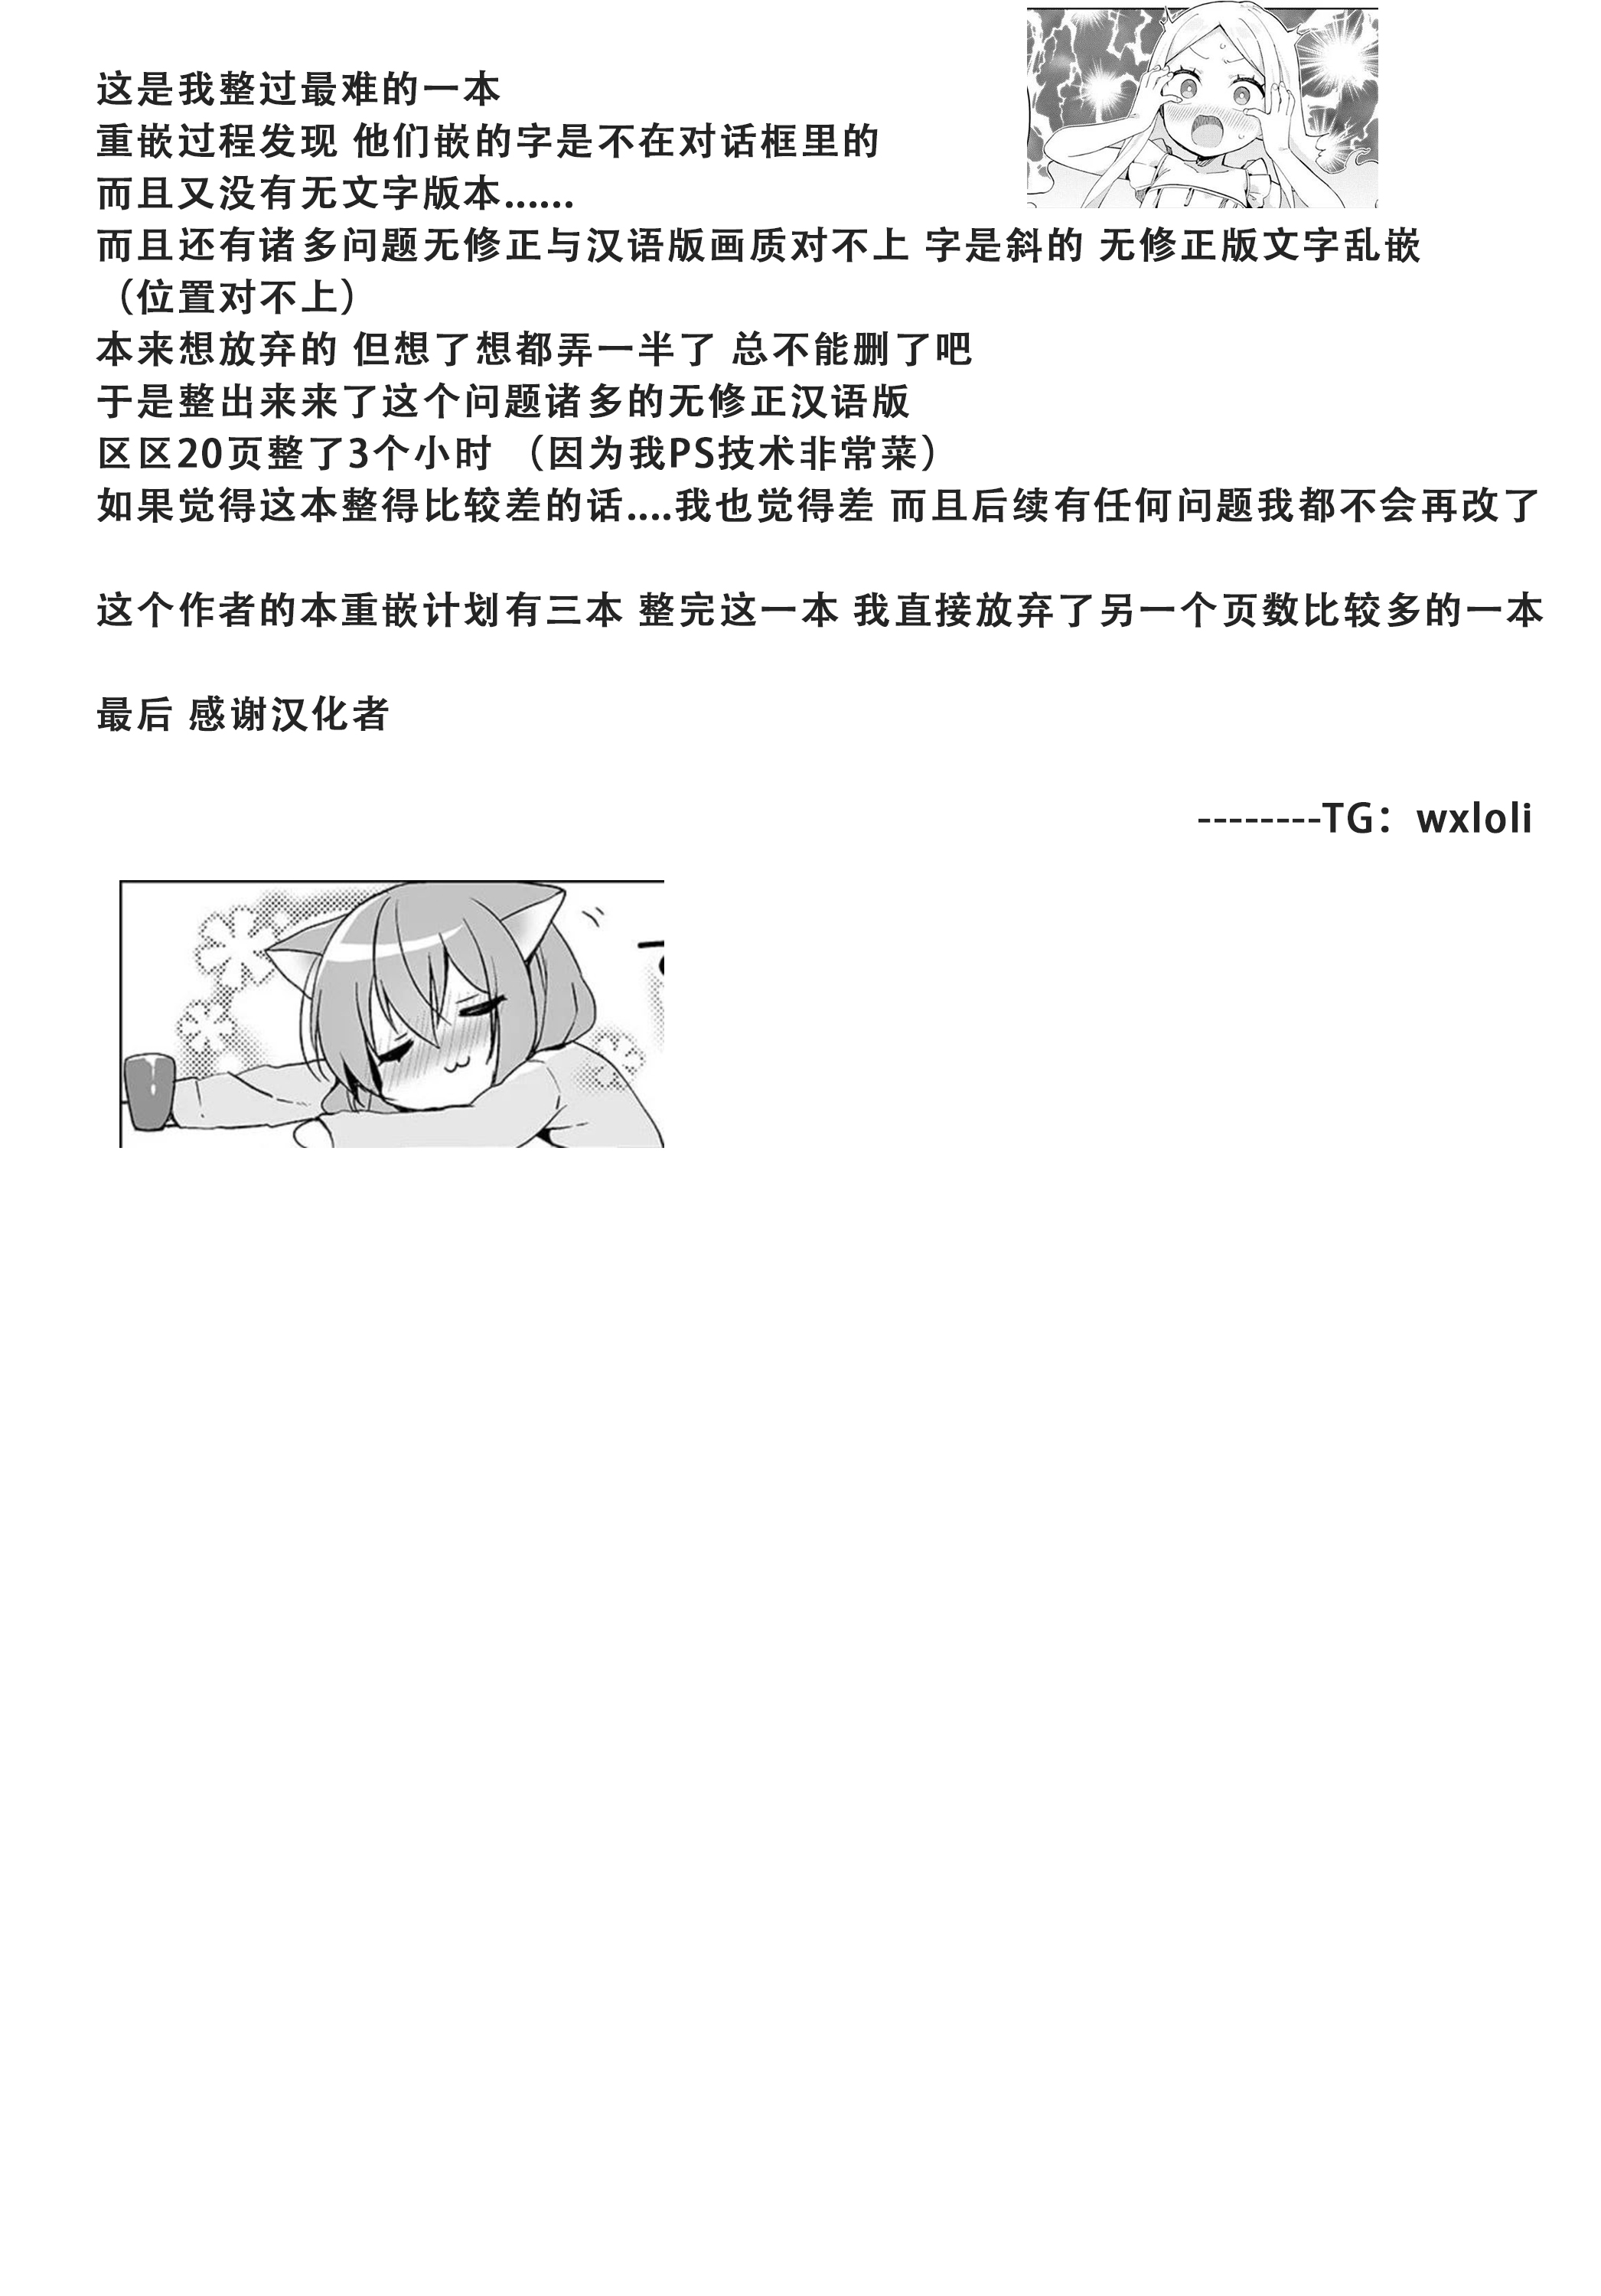 这是我整过最难的一本
重嵌过程发现 他们嵌的字是不在对话框里的
而且又没有无文字版本......
而且还有诸多问题无修正与汉语版画质对不上 字是斜的 无修正版文字乱嵌
（位置对不上）
本来想放弃的 但想了想都弄一半了 总不能删了吧
于是整出来来了这个问题诸多的无修正汉语版
区区20页整了3个小时 （因为我PS技术非常菜）
如果觉得这本整得比较差的话....我也觉得差 而且后续有任何问题我都不会再改了
这个作者的本重嵌计划有三本 整完这一本 我直接放弃了另一个页数比较多的一本
最后 感谢汉化者
--------TG：wxloli